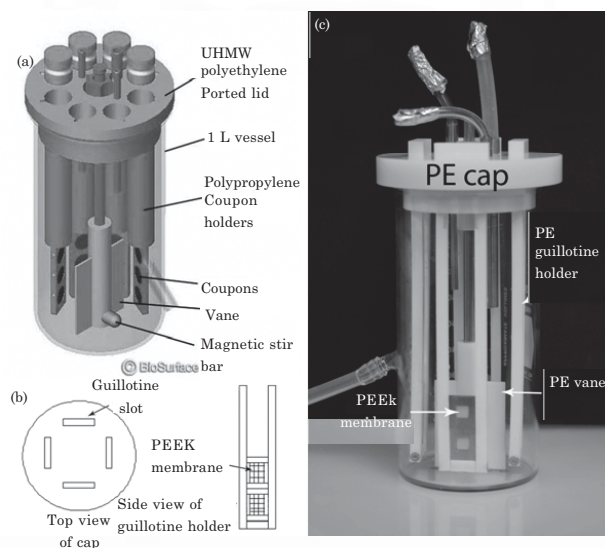 (a)
UHMW
polyethylene
Ported lid
1 L vessel
Polypropylene
Coupon
holders
Coupons
Vane
Magnetic stir
bar
© BioSurface
(b)
Guillotine
slot
PEEK
membrane
Top view
of cap
Side view of
guillotine holder
(c)
PE cap
PE
guillotine
holder
PE vane
PEEk
membrane